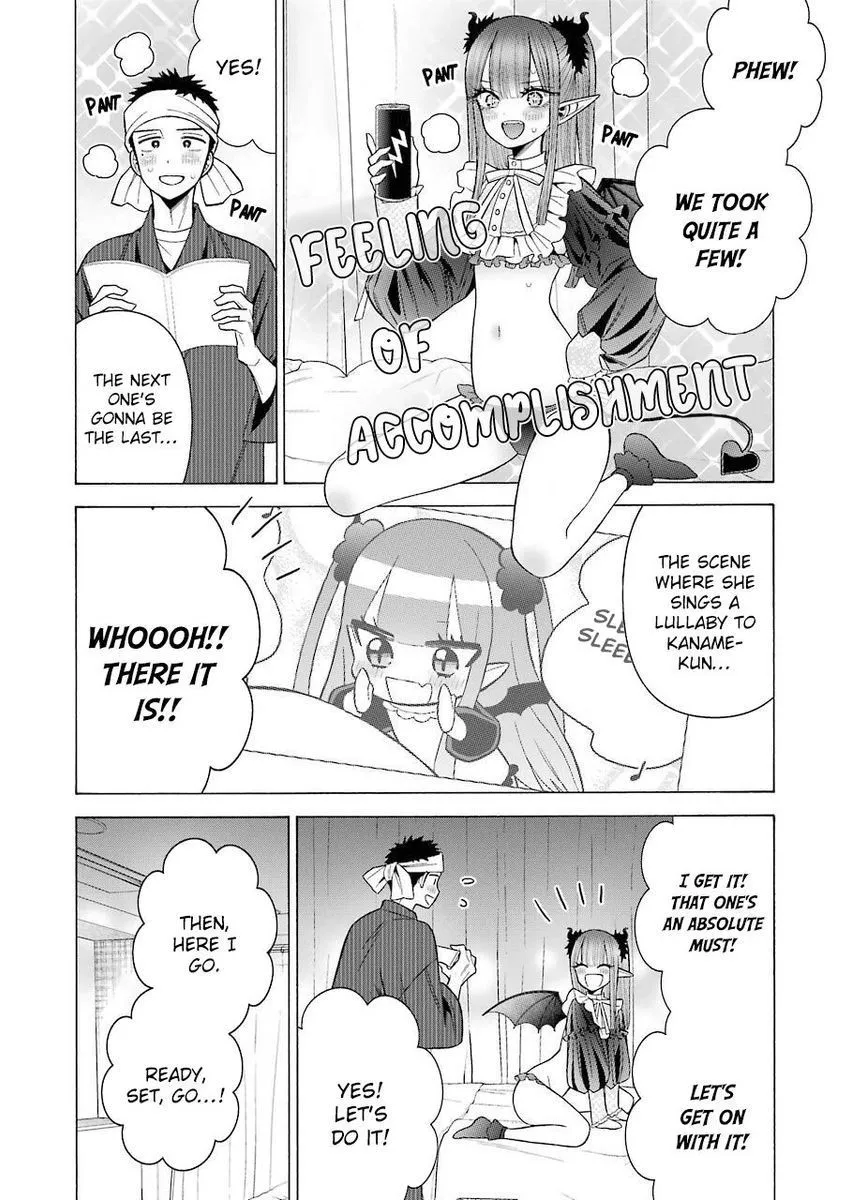 PHEW!
WE TOOK
QUITE A
FEW!
PANT
PANT
FEELING
OF
ACCOMPLISHMENT
YES!
PANT
PANT
THE NEXT
ONE'S
GONNA BE
THE LAST...
THE SCENE
WHERE SHE
SINGS A
LULLABY TO
KANAME-
KUN...
WHOOOH!!
THERE IT
IS!!
I GET IT!
THAT ONE'S
AN ABSOLUTE
MUST!
LET'S
GET ON
WITH IT!
YES!
LET'S
DO IT!
THEN,
HERE I
GO.
READY,
SET, GO...!